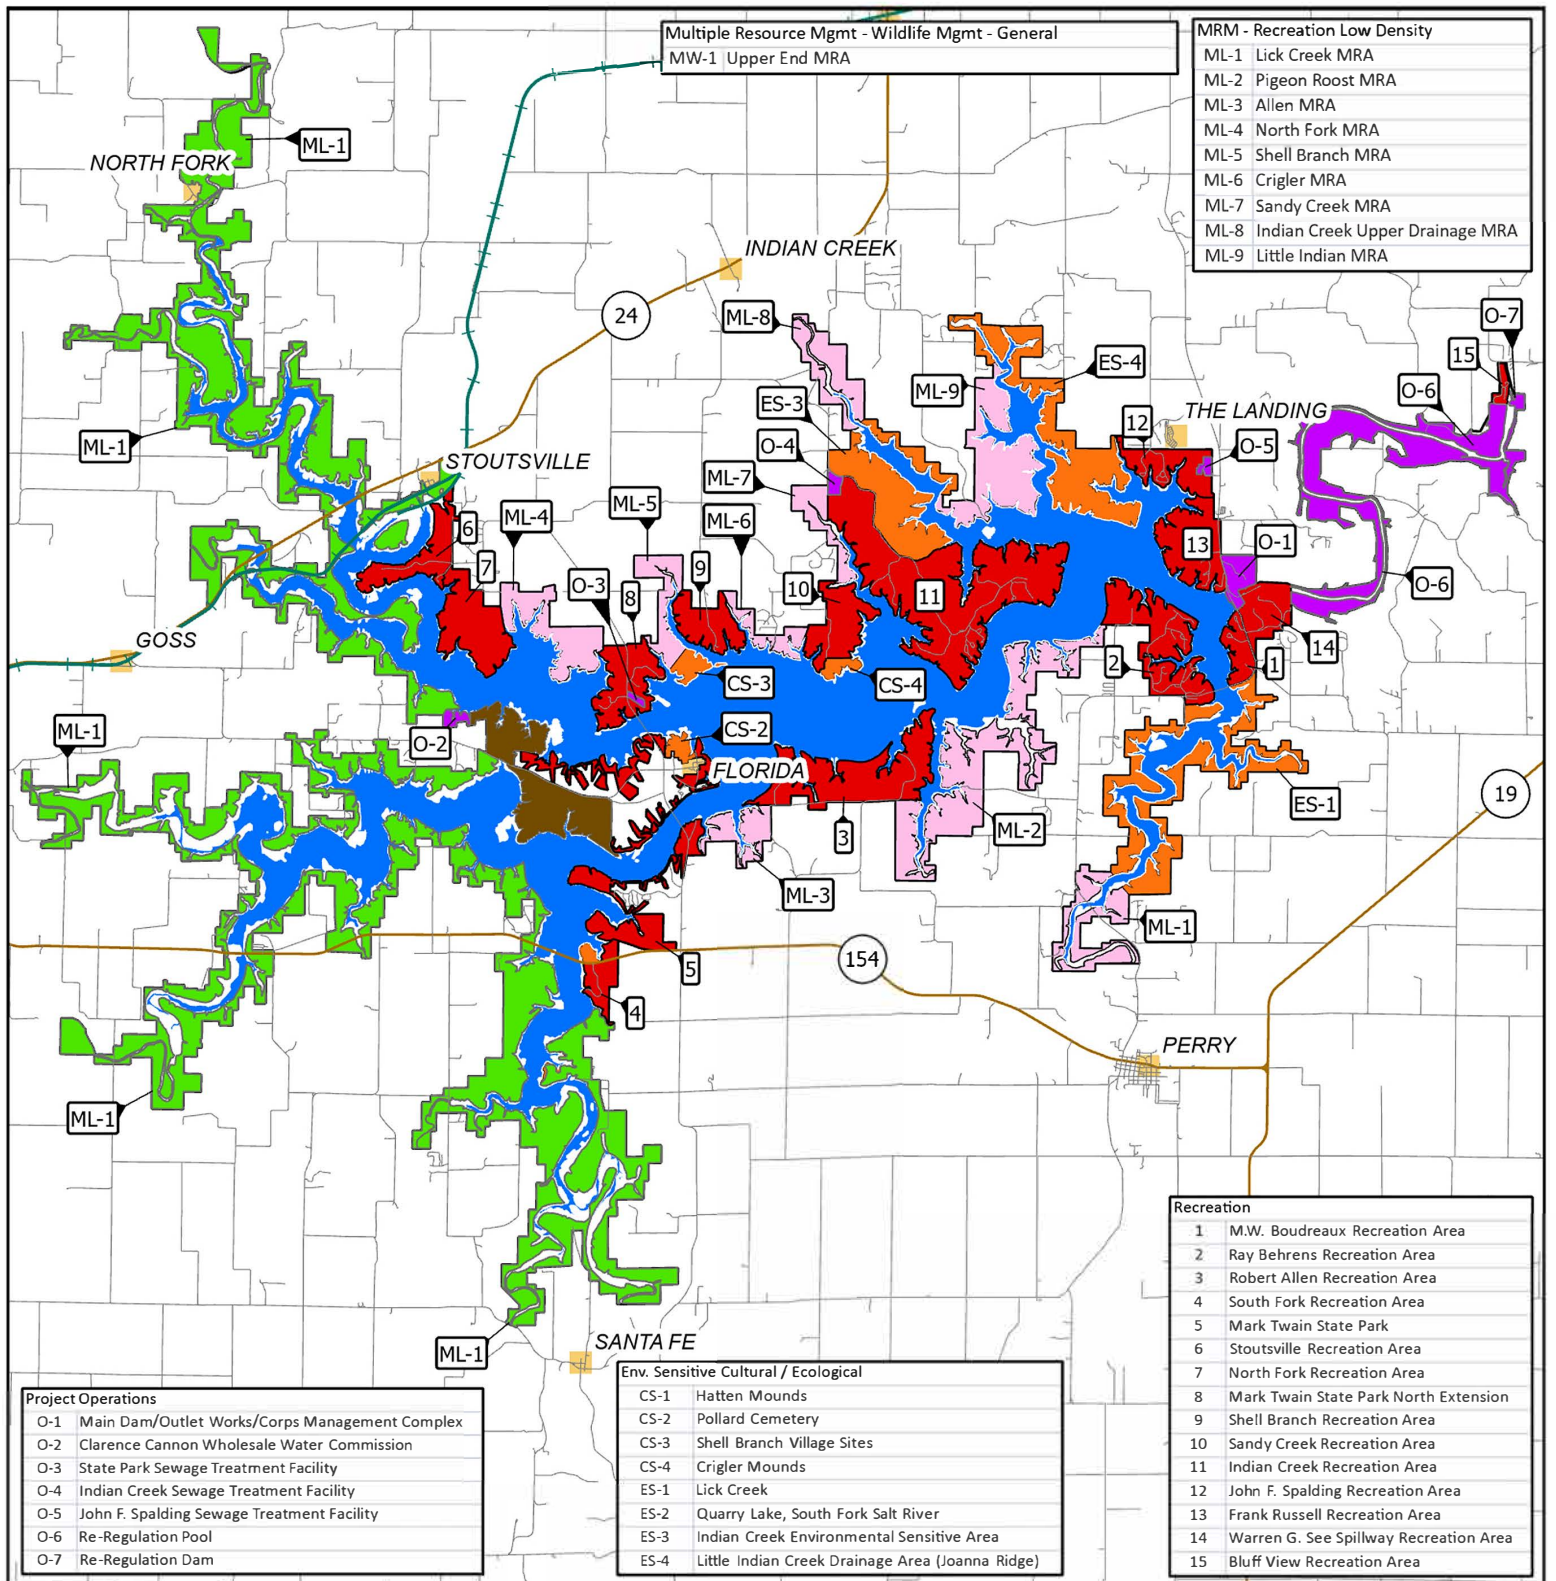 Multiple Resource Mgmt - Wildlife Mgmt - General
MW-1 Upper End MRA
MRM - Recreation Low Density
ML-1 Lick Creek MRA
ML-2 Pigeon Roost MRA
ML-3 Allen MRA
ML-4 North Fork MRA
ML-5 Shell Branch MRA
ML-6 Crigler MRA
ML-7 Sandy Creek MRA
ML-8 Indian Creek Upper Drainage MRA
ML-9 Little Indian MRA
ML-1
NORTH FORK
INDIAN CREEK
24
ML-8
O-7
15
ES-4
ML-9
O-6
ES-3
THE LANDING
12
ML-1
O-4
O-5
STOUTSVILLE
ML-7
ML-5
ML-4
ML-6
6
13
O-1
7
9
O-3
O-6
10
11
8
GOSS
14
2
1
CS-3
CS-4
ML-1
CS-2
O-2
FLORIDA
19
ES-1
ML-2
3
ML-3
ML-1
154
5
4
PERRY
ML-1
SANTA FE
ML-1
Project Operations
O-1 Main Dam/Outlet Works/Corps Management Complex
O-2 Clarence Cannon Wholesale Water Commission
O-3 State Park Sewage Treatment Facility
O-4 Indian Creek Sewage Treatment Facility
O-5 John F. Spalding Sewage Treatment Facility
O-6 Re-Regulation Pool
O-7 Re-Regulation Dam
Env. Sensitive Cultural / Ecological
CS-1 Hatten Mounds
CS-2 Pollard Cemetery
CS-3 Shell Branch Village Sites
CS-4 Crigler Mounds
ES-1 Lick Creek
ES-2 Quarry Lake, South Fork Salt River
ES-3 Indian Creek Environmental Sensitive Area
ES-4 Little Indian Creek Drainage Area (Joanna Ridge)
Recreation
1 M.W. Boudreaux Recreation Area
2 Ray Behrens Recreation Area
3 Robert Allen Recreation Area
4 South Fork Recreation Area
5 Mark Twain State Park
6 Stoutsville Recreation Area
7 North Fork Recreation Area
8 Mark Twain State Park North Extension
9 Shell Branch Recreation Area
10 Sandy Creek Recreation Area
11 Indian Creek Recreation Area
12 John F. Spalding Recreation Area
13 Frank Russell Recreation Area
14 Warren G. See Spillway Recreation Area
15 Bluff View Recreation Area